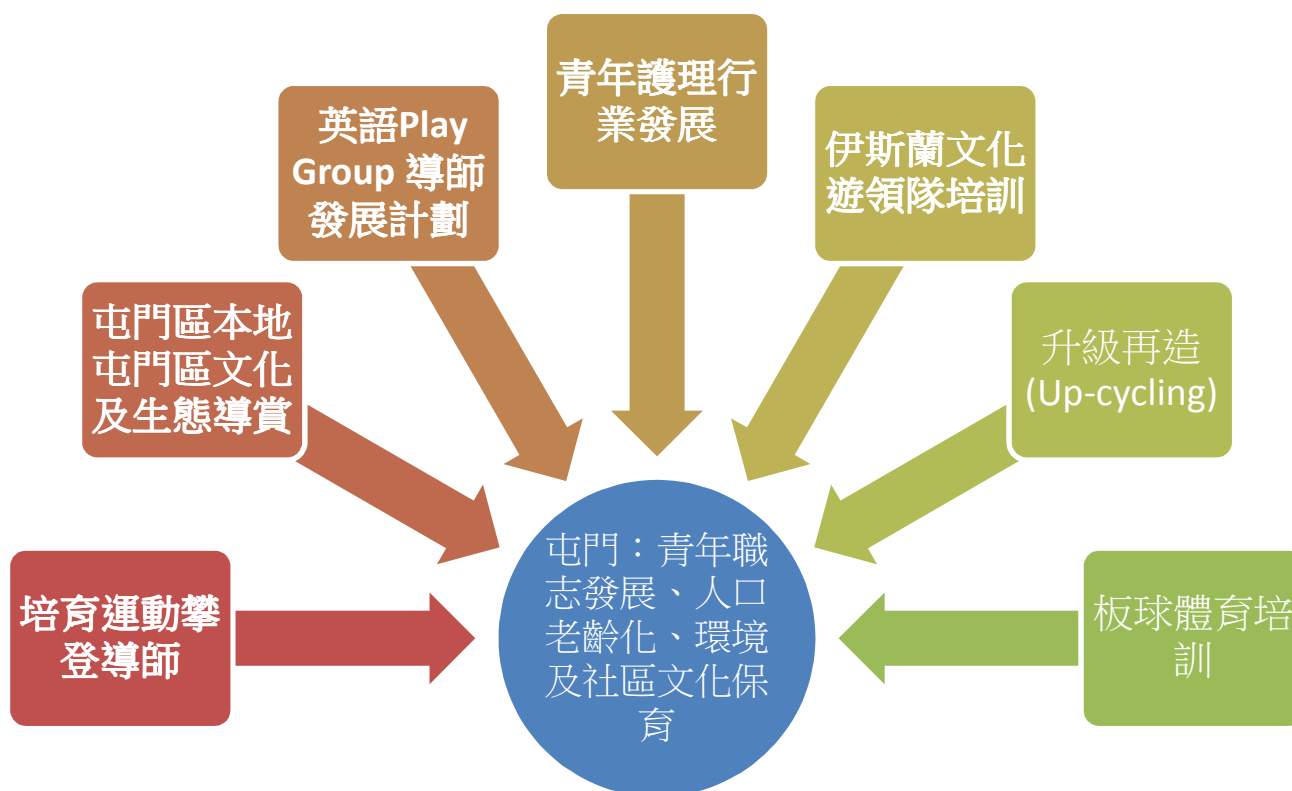 青年護理行
業發展
英語Play
Group 導師
發展計劃
伊斯蘭文化
遊領隊培訓
屯門區本地
屯門區文化
及生態導賞
升級再造
(Up-cycling)
培育運動攀
登導師
屯門：青年職
志發展、人口
老齡化、環境
及社區文化保
育
板球體育培
訓